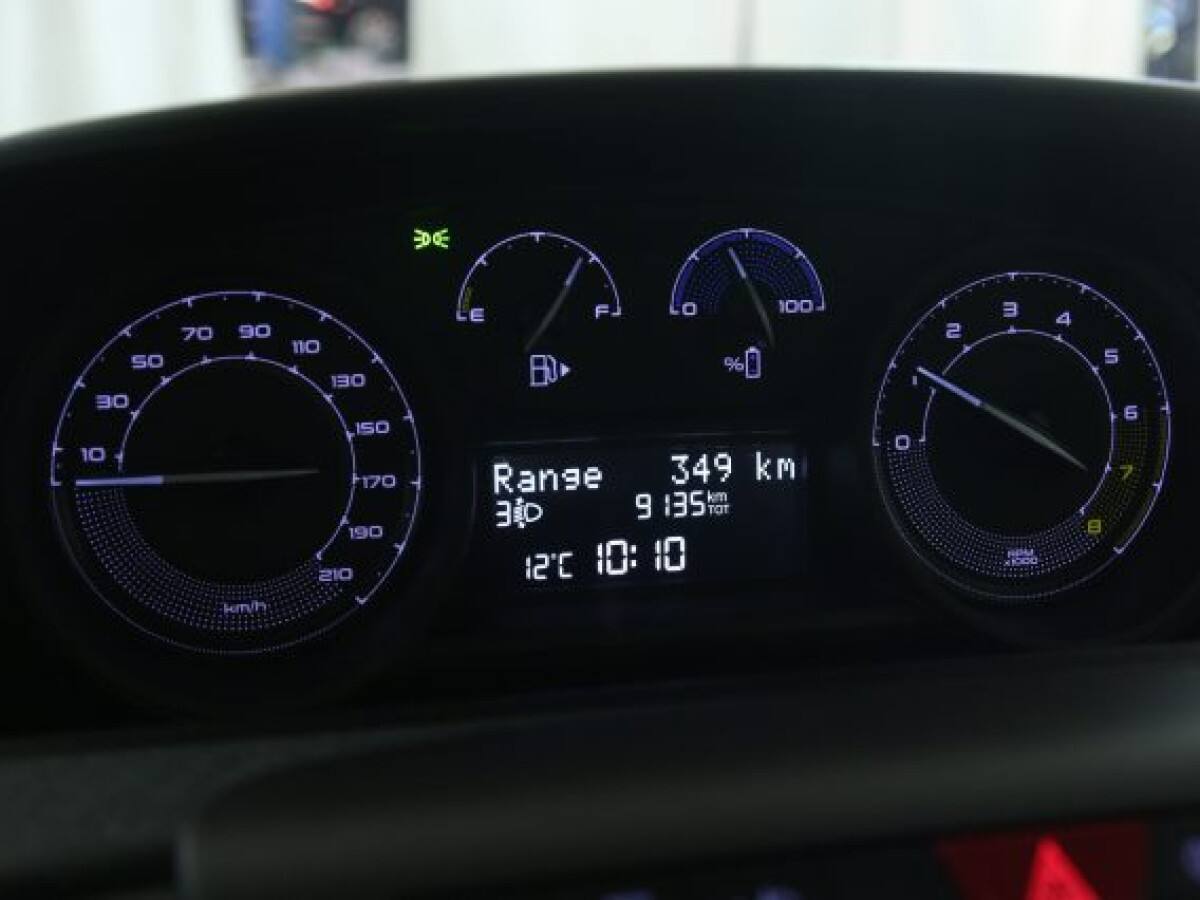 E F
0 100
%
10 30 50 70 90 110 130 150 170 190 210
km/h
Range 349 km
3 9135 km TOT
12°C 10:10
0 1 2 3 4 5 6 7 8
RPM x1000